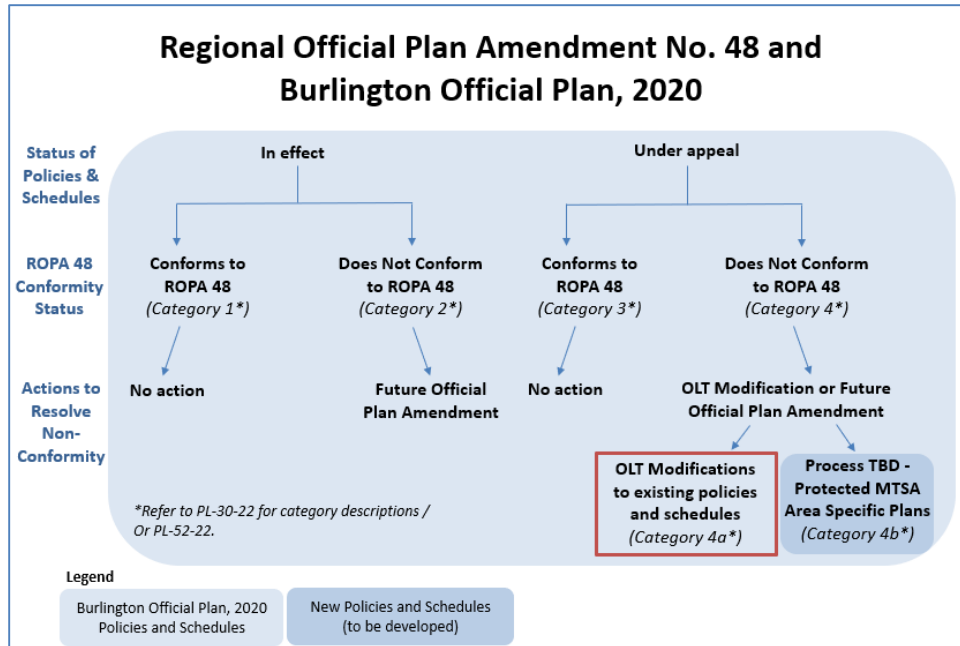 Regional Official Plan Amendment No. 48 and
Burlington Official Plan, 2020
Status of
Policies &
Schedules
In effect
Under appeal
ROPA 48
Conformity
Status
Conforms to
ROPA 48
(Category 1*)
Does Not Conform
to ROPA 48
(Category 2*)
Conforms to
ROPA 48
(Category 3*)
Does Not Conform
to ROPA 48
(Category 4*)
Actions to
Resolve
Non-
Conformity
No action
Future Official
Plan Amendment
No action
OLT Modification or Future
Official Plan Amendment
OLT Modifications
to existing policies
and schedules
(Category 4a*)
Process TBD -
Protected MTSA
Area Specific Plans
(Category 4b*)
*Refer to PL-30-22 for category descriptions /
Or PL-52-22.
Legend
Burlington Official Plan, 2020
Policies and Schedules
New Policies and Schedules
(to be developed)